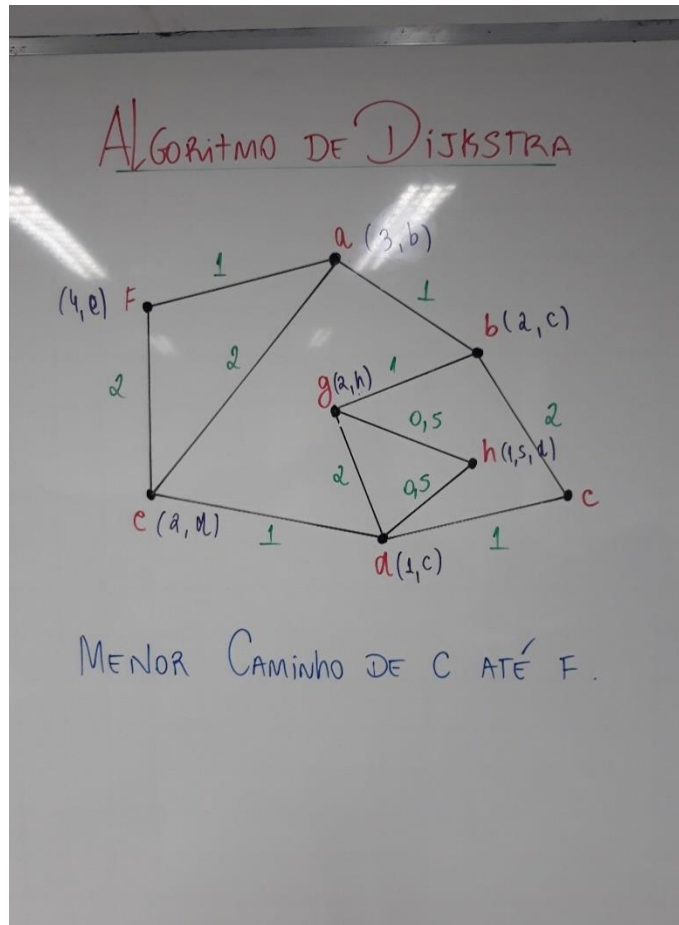 ALGORITMO DE DIJKSTRA
a (3,b)
1
1
(4,e) F
b(2,c)
2
1
g(2,h)
2
0,5
2
h(1,5,d)
2
0,5
c
e (2,d)
1
1
d(1,c)
MENOR CAMINHO DE C ATÉ F.